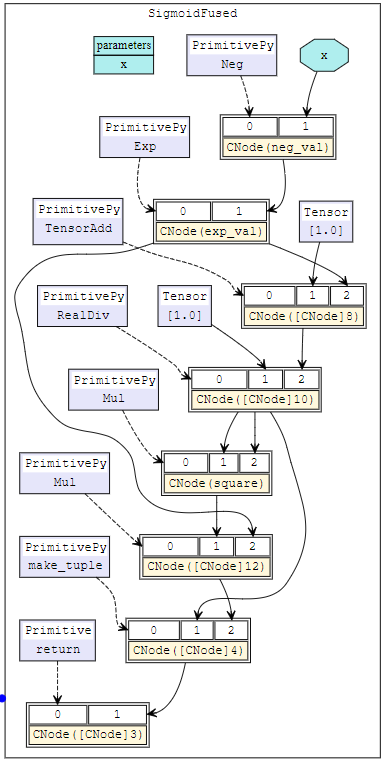 SigmoidFused
parameters
x
PrimitivePy
Neg
x
0 1
CNode(neg_val)
PrimitivePy
Exp
0 1
CNode(exp_val)
PrimitivePy
TensorAdd
Tensor
[1.0]
0 1 2
CNode([CNode]8)
PrimitivePy
RealDiv
Tensor
[1.0]
0 1 2
CNode([CNode]10)
PrimitivePy
Mul
0 1 2
CNode(square)
PrimitivePy
Mul
0 1 2
CNode([CNode]12)
PrimitivePy
make_tuple
0 1 2
CNode([CNode]4)
Primitive
return
0 1
CNode([CNode]3)